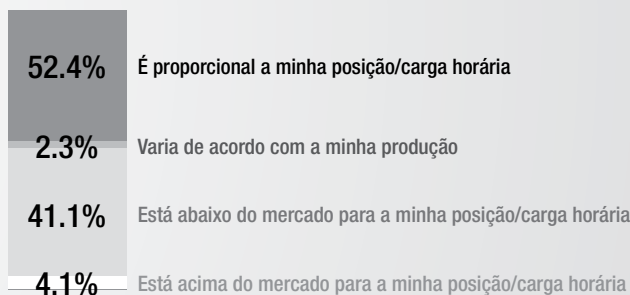 52.4% É proporcional a minha posição/carga horária
2.3% Varia de acordo com a minha produção
41.1% Está abaixo do mercado para a minha posição/carga horária
4.1% Está acima do mercado para a minha posição/carga horária